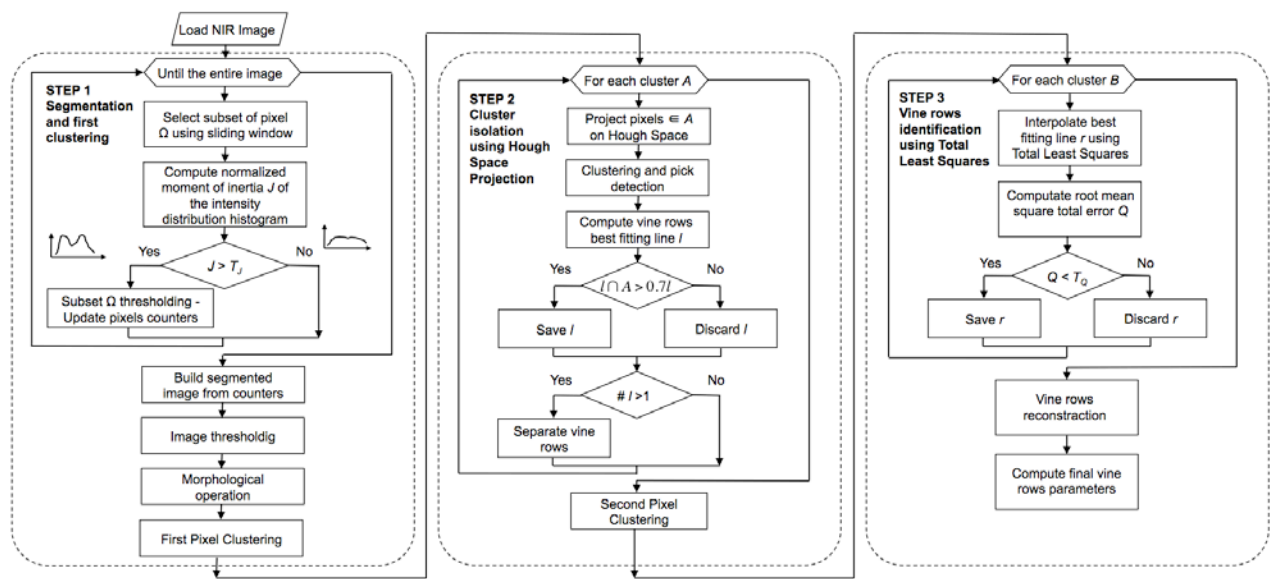 Load NIR Image
Until the entire image
STEP 1
Segmentation
and first
clustering
Select subset of pixel
Ω using sliding window
Compute normalized
moment of inertia J of
the intensity
distribution histogram
Yes
No
J > T_J
Subset Ω thresholding -
Update pixels counters
Build segmented
image from counters
Image thresholdig
Morphological
operation
First Pixel Clustering
For each cluster A
STEP 2
Cluster
isolation
using Hough
Space
Projection
Project pixels ∈ A
on Hough Space
Clustering and pick
detection
Compute vine rows
best fitting line l
Yes
No
l ∩ A > 0.7l
Save l
Discard l
Yes
No
# l >1
Separate vine
rows
Second Pixel
Clustering
For each cluster B
STEP 3
Vine rows
identification
using Total
Least Squares
Interpolate best
fitting line r using
Total Least Squares
Computate root mean
square total error Q
Yes
No
Q < T_Q
Save r
Discard r
Vine rows
reconstraction
Compute final vine
rows parameters